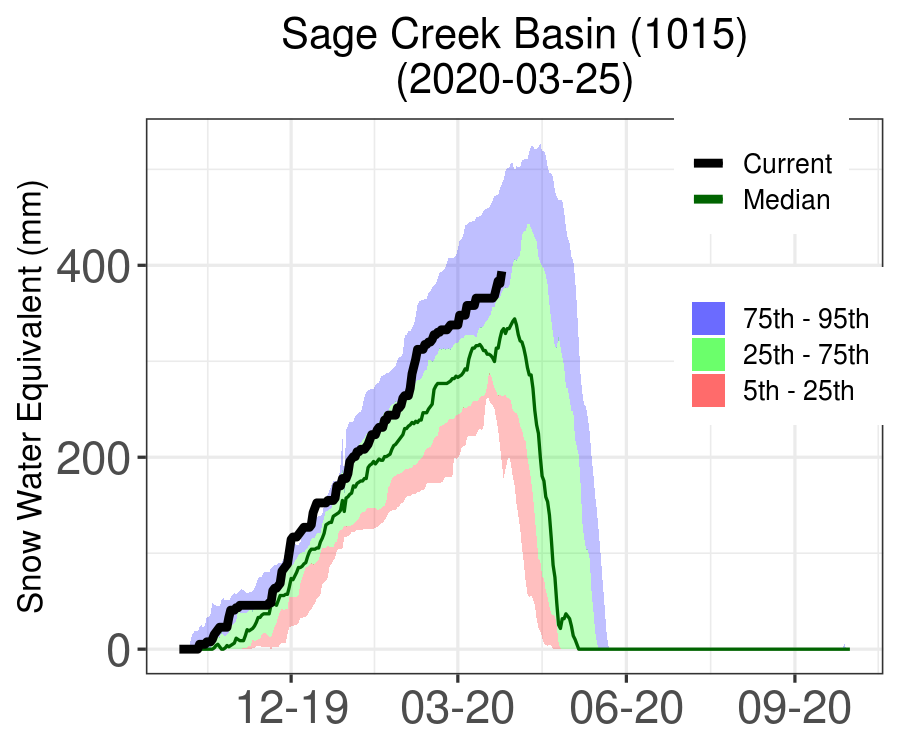 Sage Creek Basin (1015)
(2020-03-25)
Snow Water Equivalent (mm)
400
200
0
12-19
03-20
06-20
09-20
Current
Median
75th - 95th
25th - 75th
5th - 25th